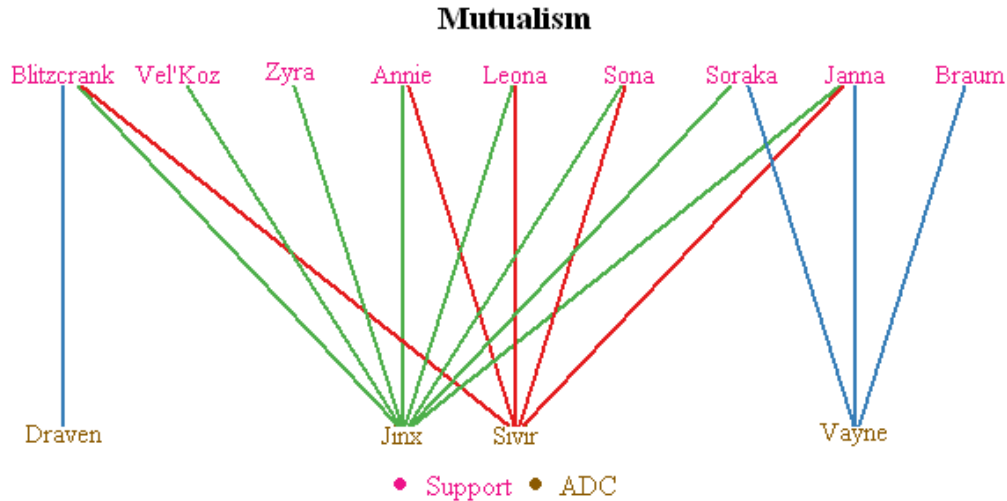 Mutualism
Blitzcrank Vel'Koz Zyra Annie Leona Sona Soraka Janna Braum
Draven Jinx Sivir Vayne
Support ADC